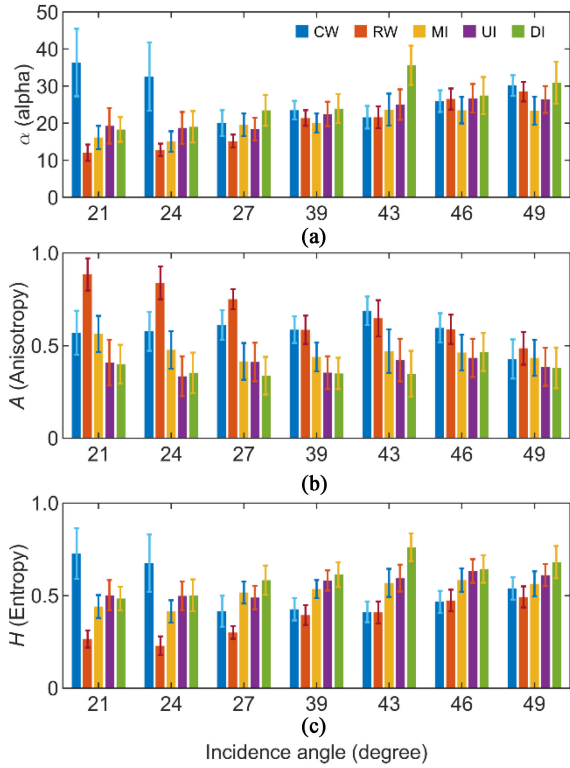 50
40
30
20
10
0
α (alpha)
CW RW MI UI DI
21 24 27 39 43 46 49
(a)
1.0
0.5
0
A (Anisotropy)
21 24 27 39 43 46 49
(b)
1.0
0.5
0
H (Entropy)
21 24 27 39 43 46 49
(c)
Incidence angle (degree)